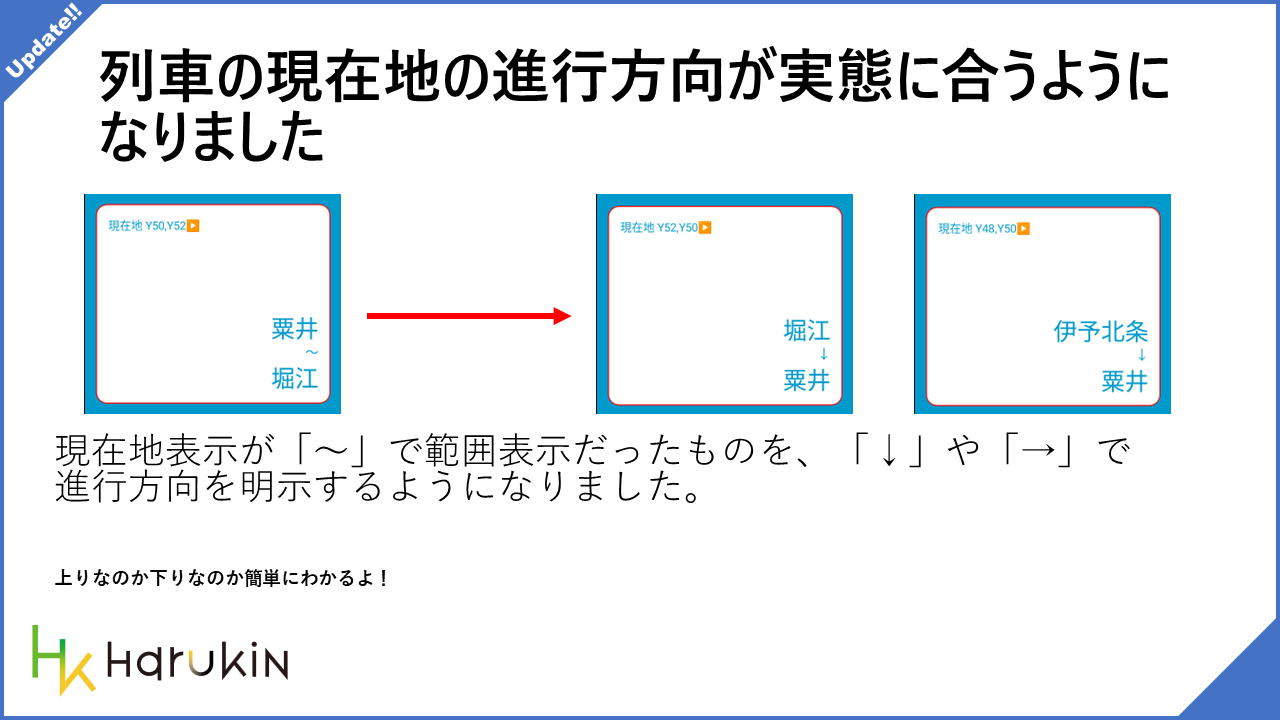 Update!!
列車の現在地の進行方向が実態に合うように
なりました
現在地 Y50,Y52▶
粟井
～
堀江
現在地 Y52,Y50▶
堀江
↓
粟井
現在地 Y48,Y50▶
伊予北条
↓
粟井
現在地表示が「～」で範囲表示だったものを、「↓」や「→」で
進行方向を明示するようになりました。
上りなのか下りなのか簡単にわかるよ！
HK HarukiN